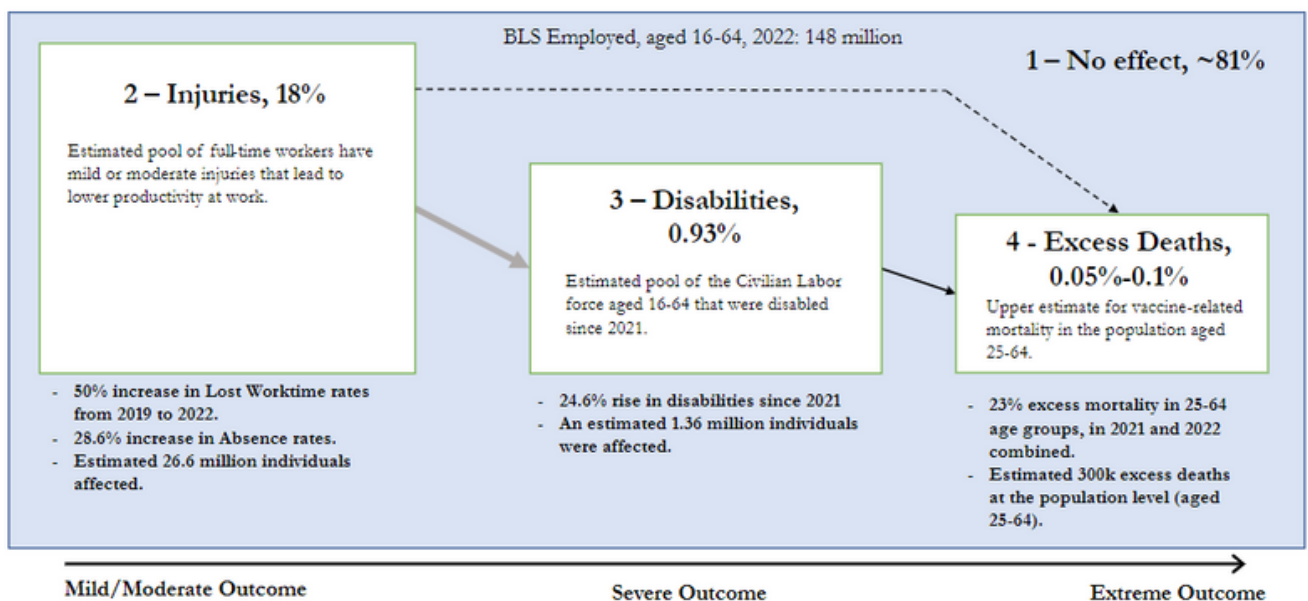 BLS Employed, aged 16-64, 2022: 148 million
1 – No effect, ~81%
2 – Injuries, 18%
Estimated pool of full-time workers have
mild or moderate injuries that lead to
lower productivity at work.
- 50% increase in Lost Worktime rates
from 2019 to 2022.
- 28.6% increase in Absence rates.
- Estimated 26.6 million individuals
affected.
3 – Disabilities,
0.93%
Estimated pool of the Civilian Labor
force aged 16-64 that were disabled
since 2021.
- 24.6% rise in disabilities since 2021
- An estimated 1.36 million individuals
were affected.
4 - Excess Deaths,
0.05%-0.1%
Upper estimate for vaccine-related
mortality in the population aged
25-64.
- 23% excess mortality in 25-64
age groups, in 2021 and 2022
combined.
- Estimated 300k excess deaths
at the population level (aged
25-64).
Mild/Moderate Outcome
Severe Outcome
Extreme Outcome